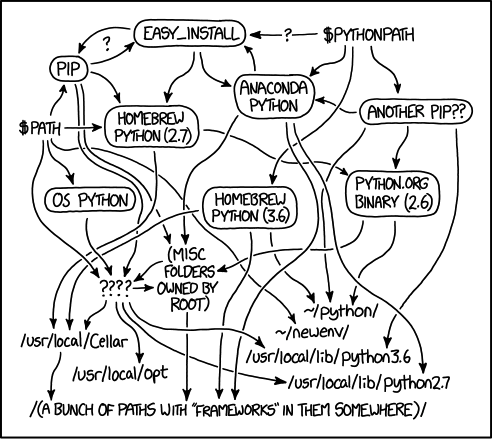 EASY_INSTALL
?
?
$PYTHONPATH
PIP
ANACONDA
PYTHON
ANOTHER PIP??
HOMEBREW
PYTHON (2.7)
$PATH
OS PYTHON
HOMEBREW
PYTHON (3.6)
PYTHON.ORG
BINARY (2.6)
(MISC
FOLDERS
OWNED BY
ROOT)
????
~/python/
~/newenv/
/usr/local/Cellar
/usr/local/lib/python3.6
/usr/local/opt
/usr/local/lib/python2.7
/(A BUNCH OF PATHS WITH "FRAMEWORKS" IN THEM SOMEWHERE)/